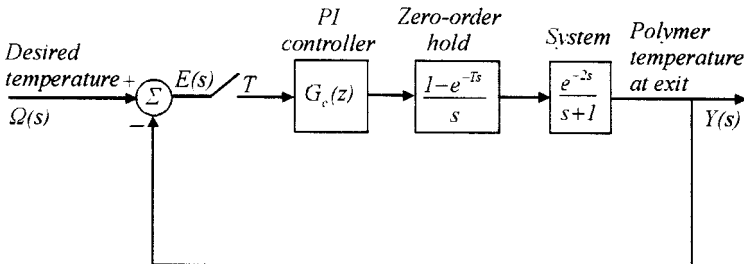 PI
controller
Zero-order
hold
System
Polymer
temperature
at exit
Desired
temperature
+
Σ
−
Ω(s)
E(s)
T
G_c(z)
1−e^{−Ts}
s
e^{−2s}
s+1
Y(s)